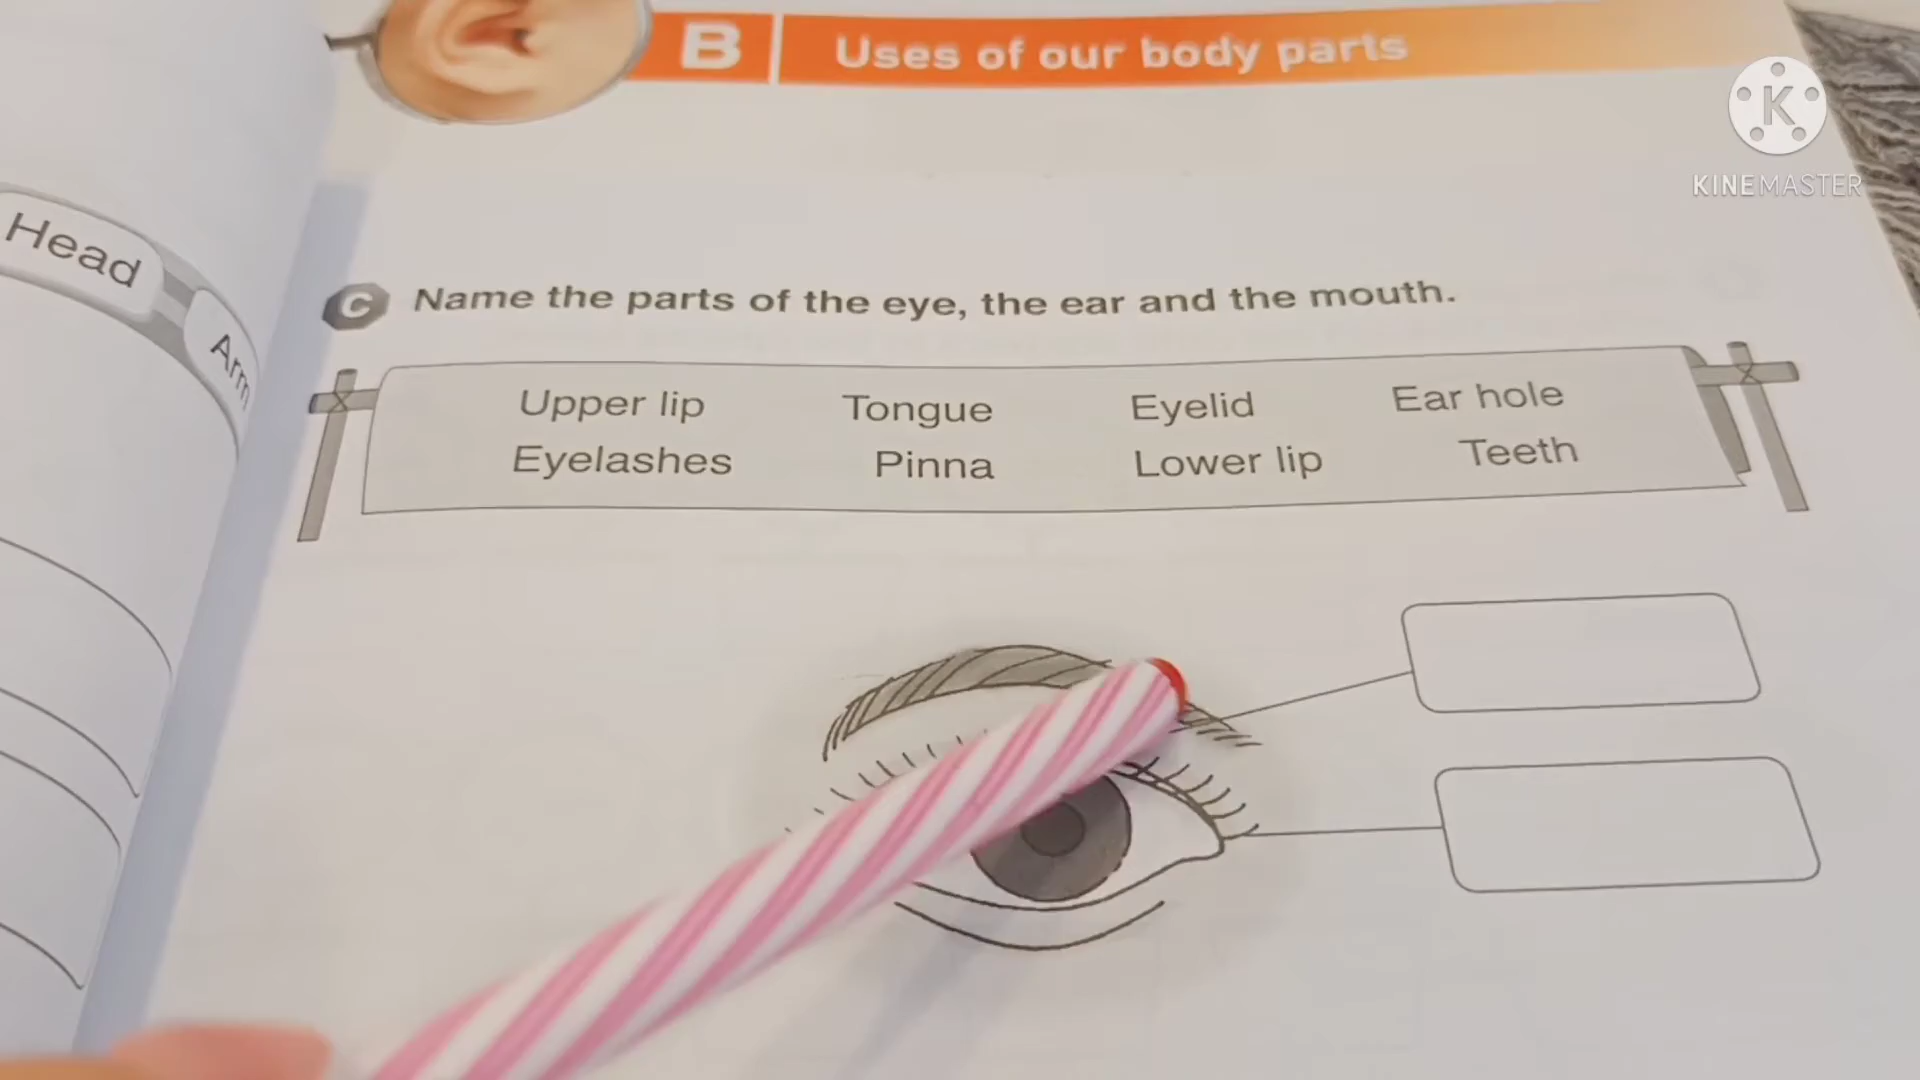 B Uses of our body parts
K
KINEMASTER
Head
Arm
C Name the parts of the eye, the ear and the mouth.
Upper lip Tongue Eyelid Ear hole
Eyelashes Pinna Lower lip Teeth